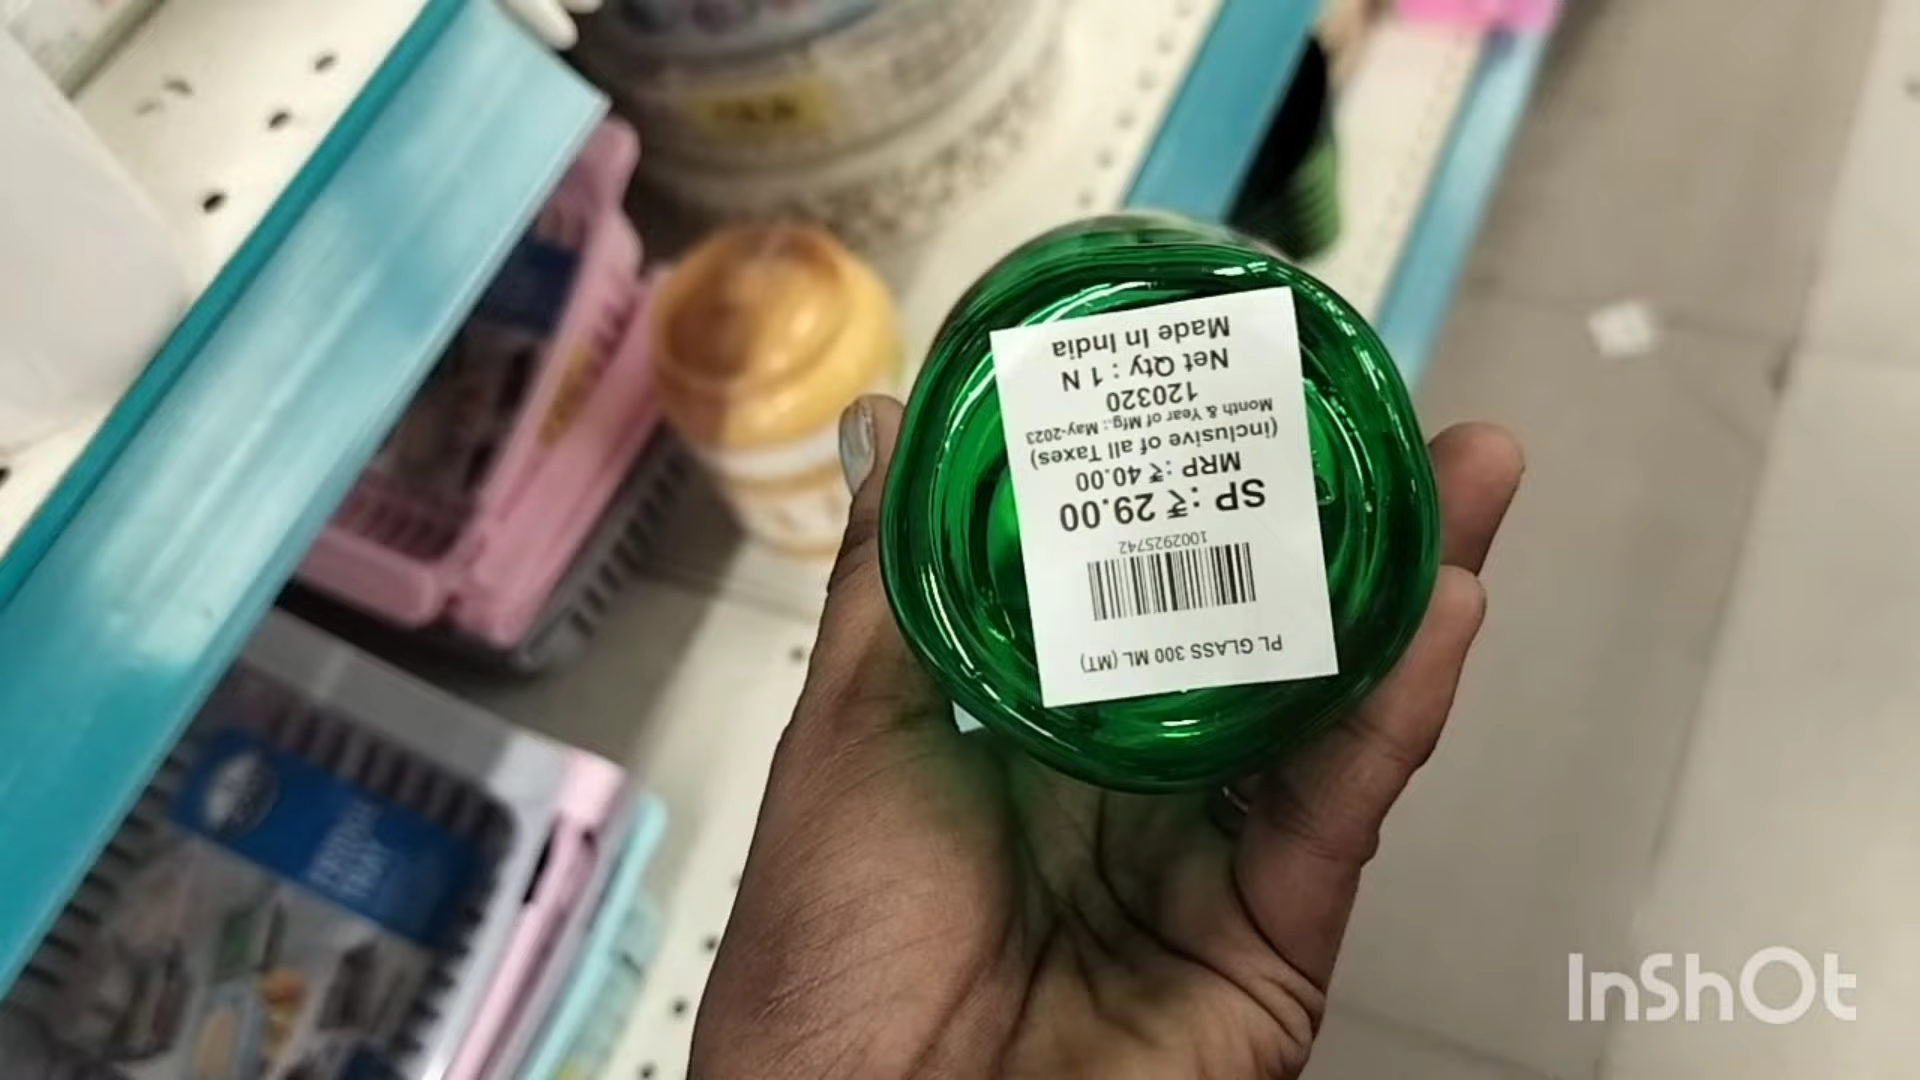 PL GLASS 300 ML (MT)
1002925742
SP : ₹ 29.00
MRP : ₹ 40.00
(inclusive of all Taxes)
Month & Year of Mfg.: May-2023
120320
Net Qty : 1 N
Made In India
InShOt